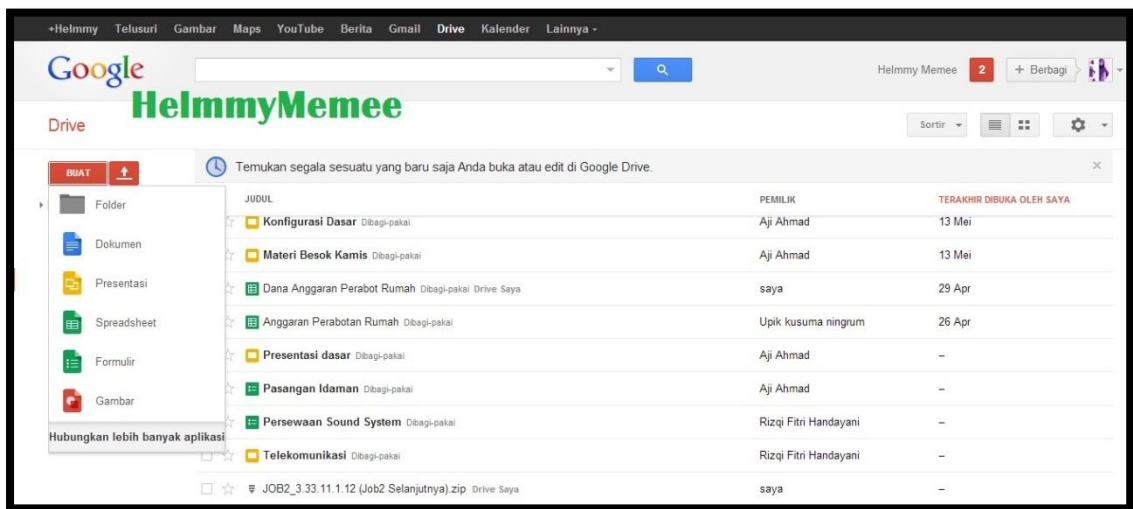 +Helmmy Telusuri Gambar Maps YouTube Berita Gmail Drive Kalender Lainnya
Google
Helmmy Memee 2 + Berbagi
HelmmyMemee
Drive
Sortir
BUAT
Temukan segala sesuatu yang baru saja Anda buka atau edit di Google Drive.
Folder
Dokumen
Presentasi
Spreadsheet
Formulir
Gambar
Hubungkan lebih banyak aplikasi
JUDUL PEMILIK TERAKHIR DIBUKA OLEH SAYA
Konfigurasi Dasar Dibagi-pakai Aji Ahmad 13 Mei
Materi Besok Kamis Dibagi-pakai Aji Ahmad 13 Mei
Dana Anggaran Perabot Rumah Dibagi-pakai Drive Saya saya 29 Apr
Anggaran Perabotan Rumah Dibagi-pakai Upik kusuma ningrum 26 Apr
Presentasi dasar Dibagi-pakai Aji Ahmad –
Pasangan Idaman Dibagi-pakai Aji Ahmad –
Persewaan Sound System Dibagi-pakai Rizqi Fitri Handayani –
Telekomunikasi Dibagi-pakai Rizqi Fitri Handayani –
JOB2_3.33.11.1.12 (Job2 Selanjutnya).zip Drive Saya saya –